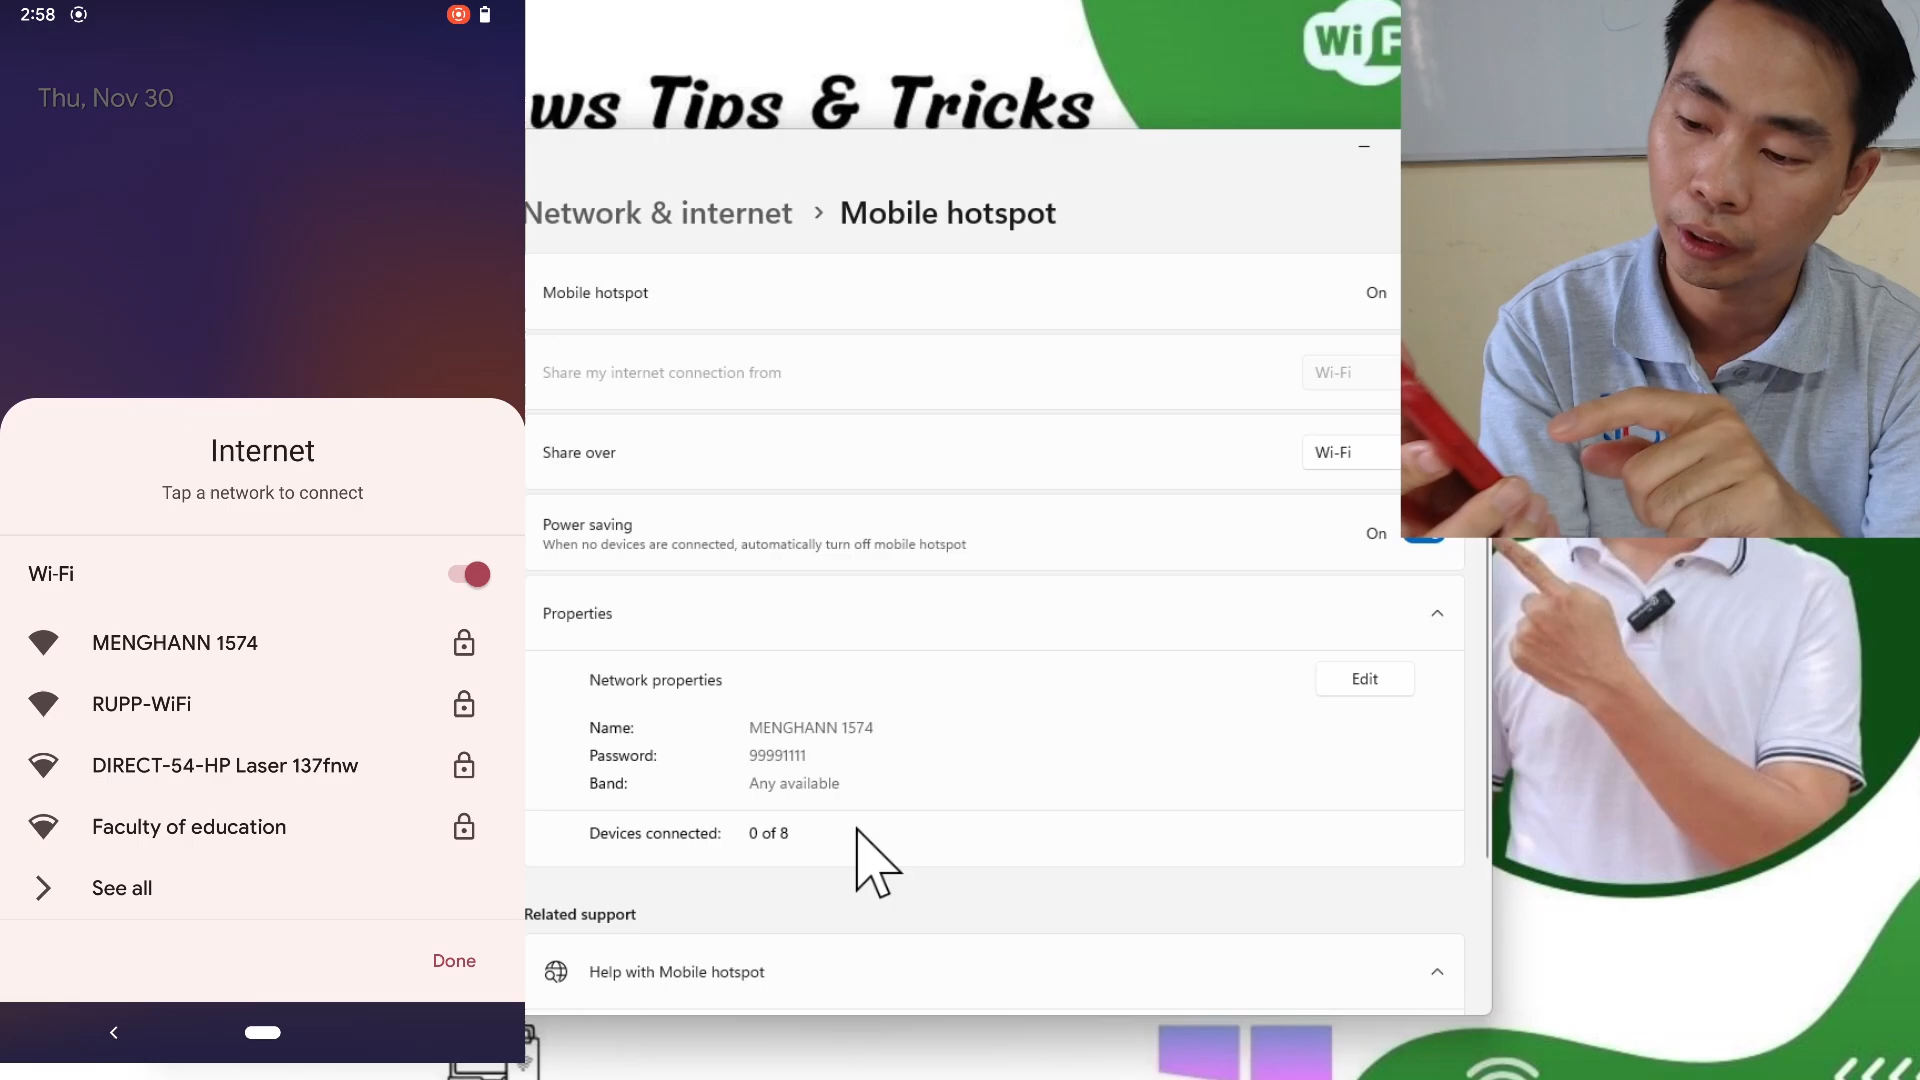 2:58
Thu, Nov 30
Internet
Tap a network to connect
Wi-Fi
MENGHANN 1574
RUPP-WiFi
DIRECT-54-HP Laser 137fnw
Faculty of education
See all
Done
ws Tips & Tricks
Wi F
Network & internet › Mobile hotspot
Mobile hotspot On
Share my internet connection from Wi-Fi
Share over Wi-Fi
Power saving
When no devices are connected, automatically turn off mobile hotspot On
Properties
Network properties Edit
Name: MENGHANN 1574
Password: 99991111
Band: Any available
Devices connected: 0 of 8
Related support
Help with Mobile hotspot